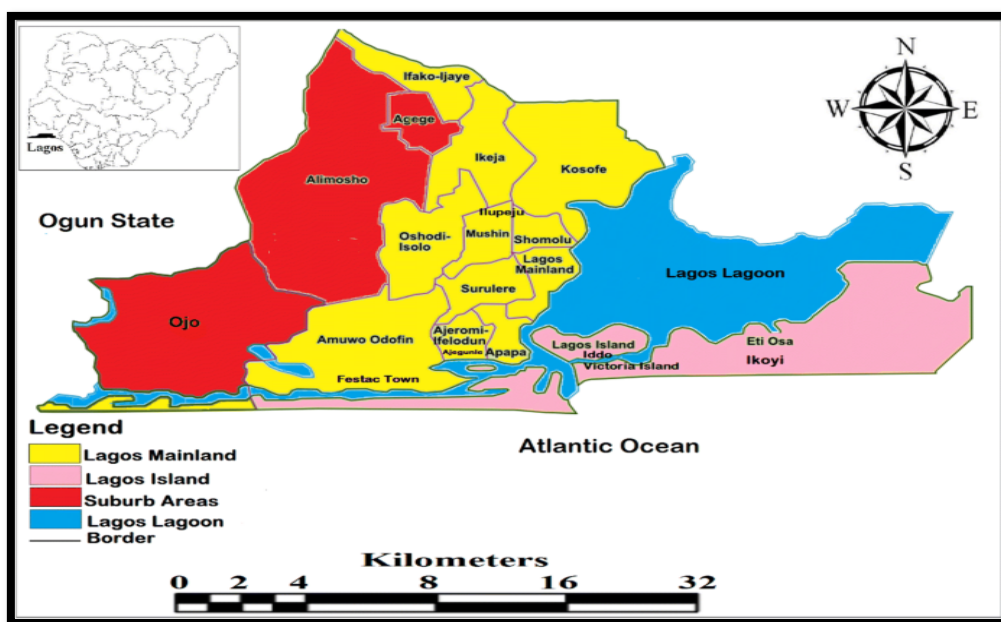 Lagos
N
W
E
S
Ifako-Ijaye
Agege
Ikeja
Alimosho
Kosofe
Ogun State
Ilupeju
Oshodi-
Isolo
Mushin
Shomolu
Lagos
Mainland
Lagos Lagoon
Surulere
Ojo
Amuwo Odofin
Ajeromi-
Ifelodun
Ajegunle
Apapa
Lagos Island
Iddo
Victoria Island
Eti Osa
Ikoyi
Festac Town
Atlantic Ocean
Legend
Lagos Mainland
Lagos Island
Suburb Areas
Lagos Lagoon
Border
Kilometers
0 2 4 8 16 32